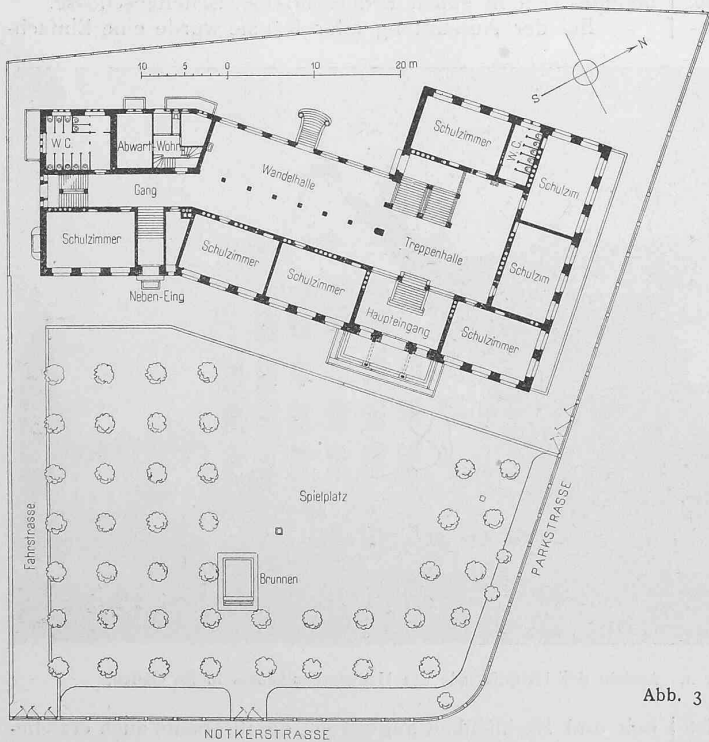 10 5 0 10 20 m
N
S
W.C.
Abwart-Wohn.
Schulzimmer
W.C.
Wandelhalle
Schulzim
Gang
Schulzimmer
Treppenhalle
Schulzimmer
Schulzim
Schulzimmer
Neben-Eing
Haupteingang
Schulzimmer
Spielplatz
Fahrstrasse
PARKSTRASSE
Brunnen
Abb. 3
NOTKERSTRASSE